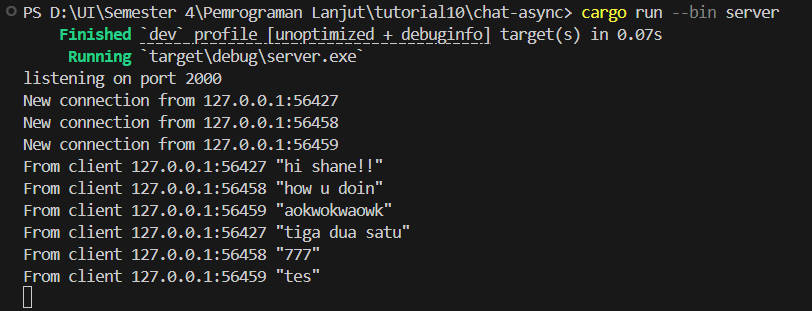 PS D:\UI\Semester 4\Pemrograman Lanjut\tutorial10\chat-async> cargo run --bin server
Finished `dev` profile [unoptimized + debuginfo] target(s) in 0.07s
Running `target\debug\server.exe`
listening on port 2000
New connection from 127.0.0.1:56427
New connection from 127.0.0.1:56458
New connection from 127.0.0.1:56459
From client 127.0.0.1:56427 "hi shane!!"
From client 127.0.0.1:56458 "how u doin"
From client 127.0.0.1:56459 "aokwokwaowk"
From client 127.0.0.1:56427 "tiga dua satu"
From client 127.0.0.1:56458 "777"
From client 127.0.0.1:56459 "tes"